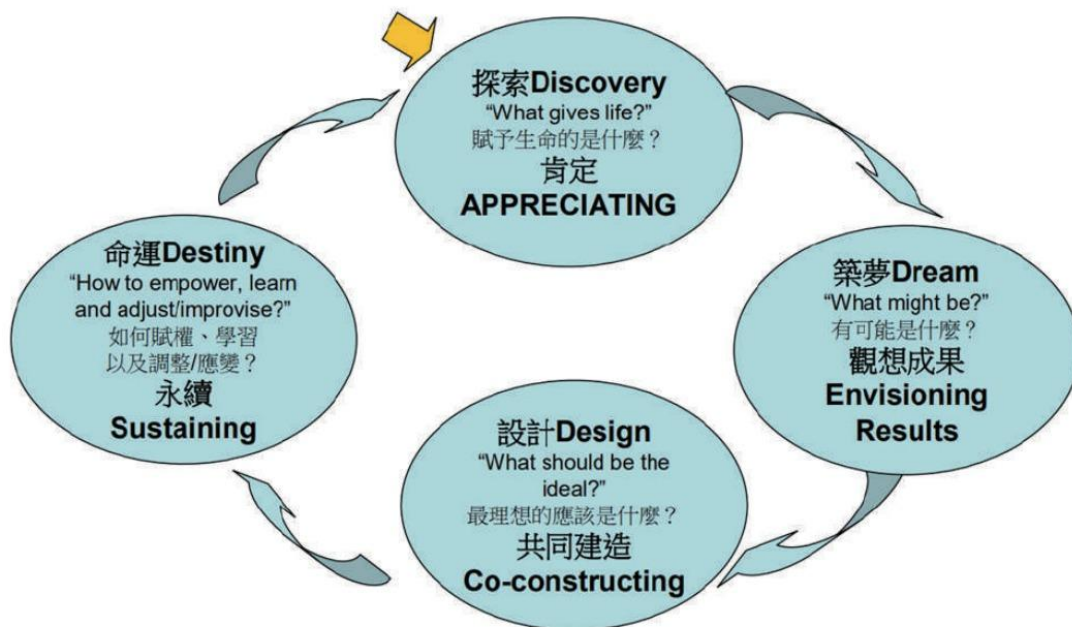 探索Discovery
“What gives life?”
賦予生命的是什麼？
肯定
APPRECIATING
築夢Dream
“What might be?”
有可能是什麼？
觀想成果
Envisioning
Results
設計Design
“What should be the
ideal?”
最理想的應該是什麼？
共同建造
Co-constructing
命運Destiny
“How to empower, learn
and adjust/improvise?”
如何賦權、學習
以及調整/應變？
永續
Sustaining